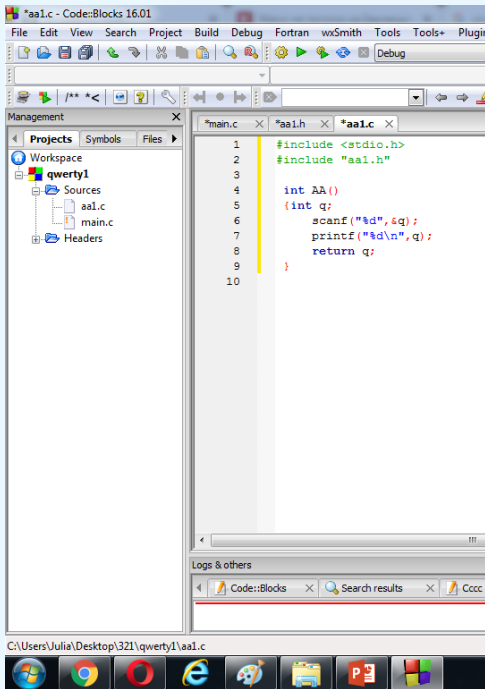 *aa1.c - Code::Blocks 16.01
File Edit View Search Project Build Debug Fortran wxSmith Tools Tools+
Debug
/** *<
Management
Projects Symbols Files
Workspace
qwerty1
Sources
aa1.c
main.c
Headers
*main.c *aa1.h *aa1.c
1 #include <stdio.h>
2 #include "aa1.h"
3
4 int AA()
5 {int q;
6 scanf("%d",&q);
7 printf("%d\n",q);
8 return q;
9 }
10
Logs & others
Code::Blocks Search results Cccc
C:\Users\Julia\Desktop\321\qwerty1\aa1.c